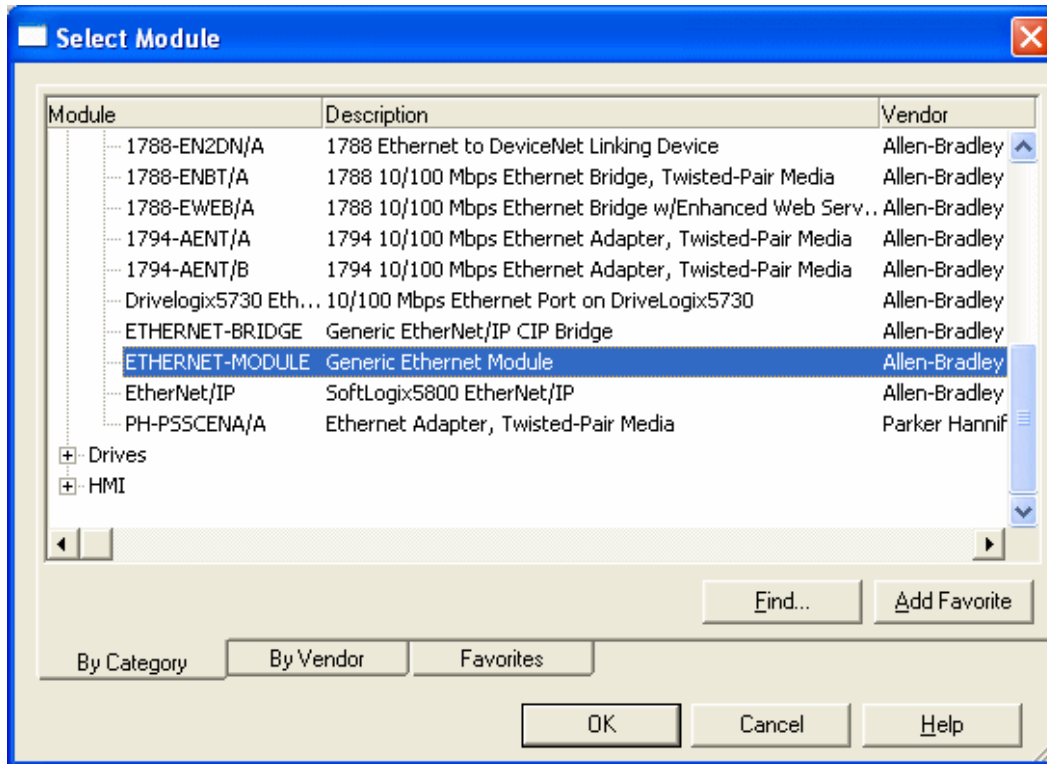 Select Module
Module Description Vendor
1788-EN2DN/A 1788 Ethernet to DeviceNet Linking Device Allen-Bradley
1788-ENBT/A 1788 10/100 Mbps Ethernet Bridge, Twisted-Pair Media Allen-Bradley
1788-EWEB/A 1788 10/100 Mbps Ethernet Bridge w/Enhanced Web Serv... Allen-Bradley
1794-AENT/A 1794 10/100 Mbps Ethernet Adapter, Twisted-Pair Media Allen-Bradley
1794-AENT/B 1794 10/100 Mbps Ethernet Adapter, Twisted-Pair Media Allen-Bradley
Drivelogix5730 Eth... 10/100 Mbps Ethernet Port on DriveLogix5730 Allen-Bradley
ETHERNET-BRIDGE Generic EtherNet/IP CIP Bridge Allen-Bradley
ETHERNET-MODULE Generic Ethernet Module Allen-Bradley
EtherNet/IP SoftLogix5800 EtherNet/IP Allen-Bradley
PH-PSSCENA/A Ethernet Adapter, Twisted-Pair Media Parker Hannif
Drives
HMI
Find... Add Favorite
By Category By Vendor Favorites
OK Cancel Help